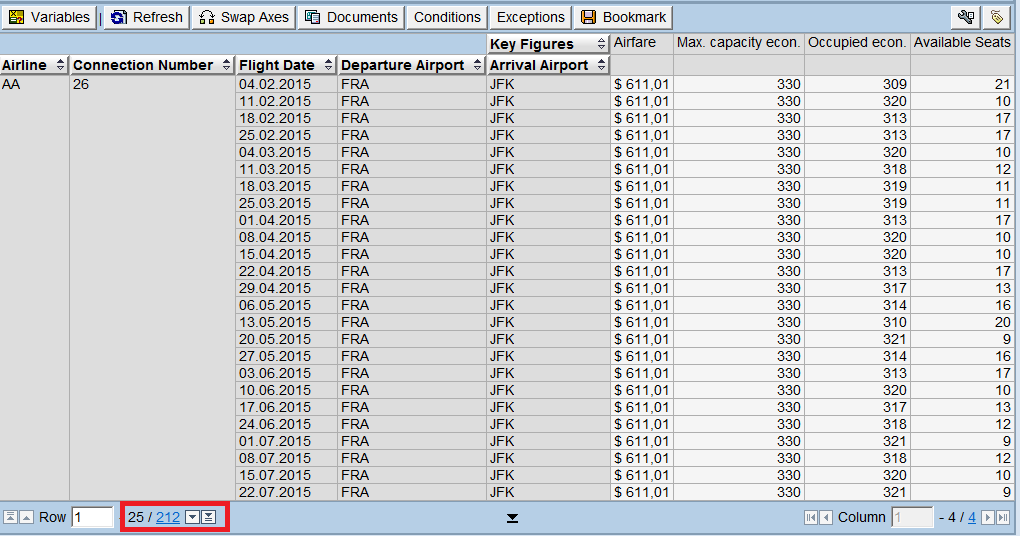 Variables | Refresh Swap Axes Documents Conditions Exceptions Bookmark
Key Figures Airfare Max. capacity econ. Occupied econ. Available Seats
Airline Connection Number Flight Date Departure Airport Arrival Airport
AA 26 04.02.2015 FRA JFK $ 611,01 330 309 21
11.02.2015 FRA JFK $ 611,01 330 320 10
18.02.2015 FRA JFK $ 611,01 330 313 17
25.02.2015 FRA JFK $ 611,01 330 313 17
04.03.2015 FRA JFK $ 611,01 330 320 10
11.03.2015 FRA JFK $ 611,01 330 318 12
18.03.2015 FRA JFK $ 611,01 330 319 11
25.03.2015 FRA JFK $ 611,01 330 319 11
01.04.2015 FRA JFK $ 611,01 330 313 17
08.04.2015 FRA JFK $ 611,01 330 320 10
15.04.2015 FRA JFK $ 611,01 330 320 10
22.04.2015 FRA JFK $ 611,01 330 313 17
29.04.2015 FRA JFK $ 611,01 330 317 13
06.05.2015 FRA JFK $ 611,01 330 314 16
13.05.2015 FRA JFK $ 611,01 330 310 20
20.05.2015 FRA JFK $ 611,01 330 321 9
27.05.2015 FRA JFK $ 611,01 330 314 16
03.06.2015 FRA JFK $ 611,01 330 313 17
10.06.2015 FRA JFK $ 611,01 330 320 10
17.06.2015 FRA JFK $ 611,01 330 317 13
24.06.2015 FRA JFK $ 611,01 330 318 12
01.07.2015 FRA JFK $ 611,01 330 321 9
08.07.2015 FRA JFK $ 611,01 330 318 12
15.07.2015 FRA JFK $ 611,01 330 320 10
22.07.2015 FRA JFK $ 611,01 330 321 9
Row 1 25 / 212 Column 1 - 4 / 4